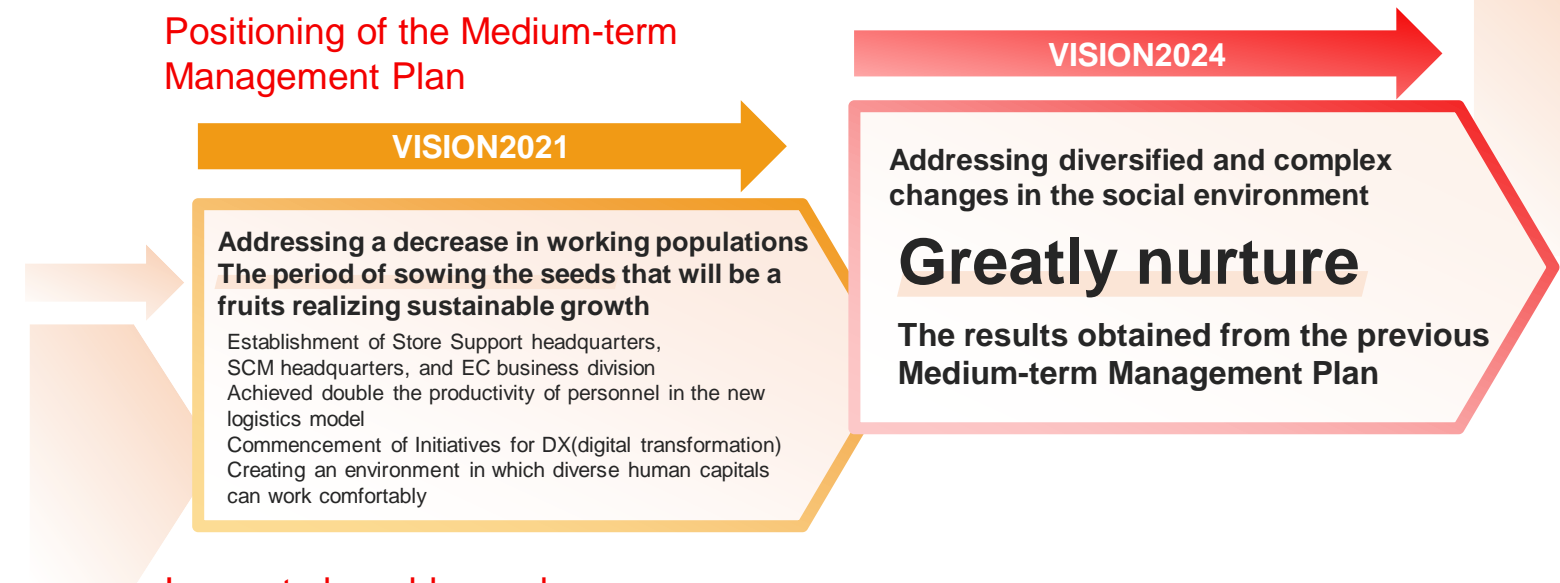 Positioning of the Medium-term
Management Plan
VISION2021
Addressing a decrease in working populations
The period of sowing the seeds that will be a
fruits realizing sustainable growth
Establishment of Store Support headquarters,
SCM headquarters, and EC business division
Achieved double the productivity of personnel in the new
logistics model
Commencement of Initiatives for DX(digital transformation)
Creating an environment in which diverse human capitals
can work comfortably
VISION2024
Addressing diversified and complex
changes in the social environment
Greatly nurture
The results obtained from the previous
Medium-term Management Plan